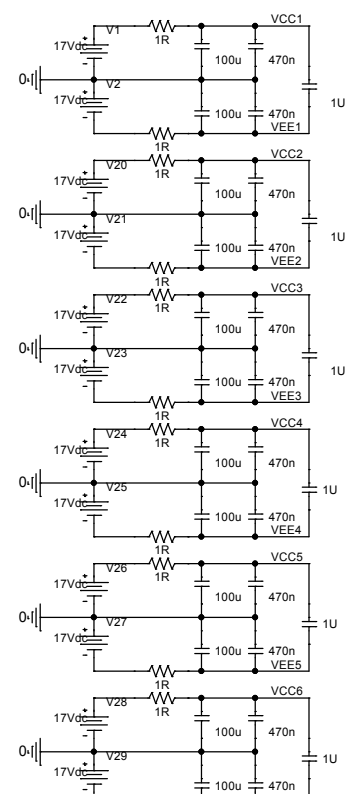 V1 1R VCC1
17Vdc 100u 470n
0 V2 1U
17Vdc 100u 470n
1R VEE1
V20 1R VCC2
17Vdc 100u 470n
0 V21 1U
17Vdc 100u 470n
1R VEE2
V22 1R VCC3
17Vdc 100u 470n
0 V23 1U
17Vdc 100u 470n
1R VEE3
V24 1R VCC4
17Vdc 100u 470n
0 V25 1U
17Vdc 100u 470n
1R VEE4
V26 1R VCC5
17Vdc 100u 470n
0 V27 1U
17Vdc 100u 470n
1R VEE5
V28 1R VCC6
17Vdc 100u 470n
0 V29 1U
17Vdc 100u 470n